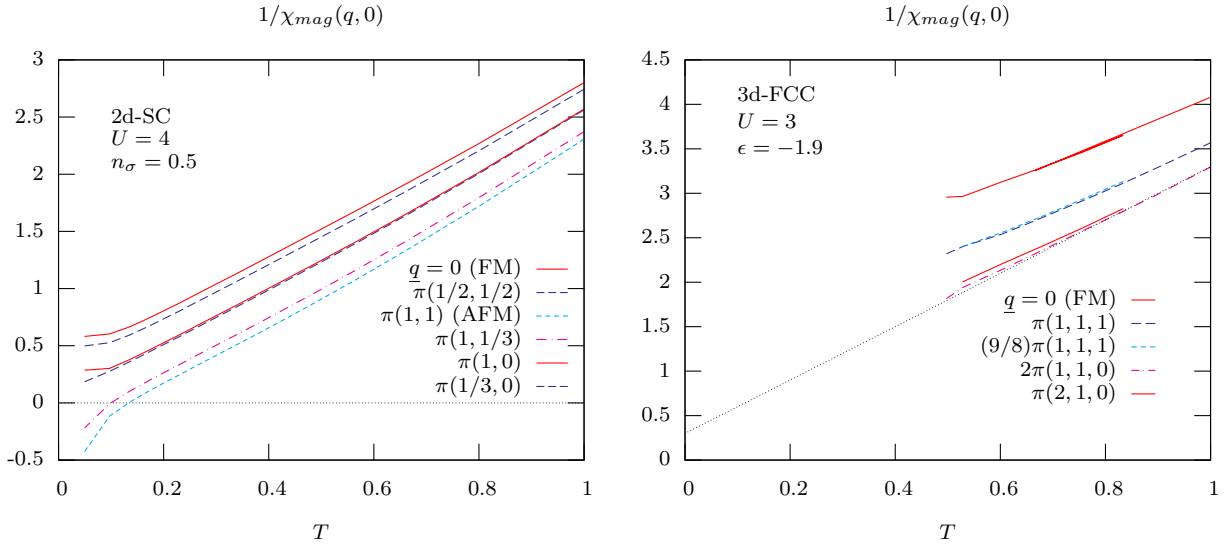 1/χ_mag(q, 0)
3
2.5
2
1.5
1
0.5
0
-0.5
2d-SC
U = 4
n_σ = 0.5
q = 0 (FM)
π(1/2, 1/2)
π(1, 1) (AFM)
π(1, 1/3)
π(1, 0)
π(1/3, 0)
0 0.2 0.4 0.6 0.8 1
T
1/χ_mag(q, 0)
4.5
4
3.5
3
2.5
2
1.5
1
0.5
0
3d-FCC
U = 3
ϵ = −1.9
q = 0 (FM)
π(1, 1, 1)
(9/8)π(1, 1, 1)
2π(1, 1, 0)
π(2, 1, 0)
0 0.2 0.4 0.6 0.8 1
T